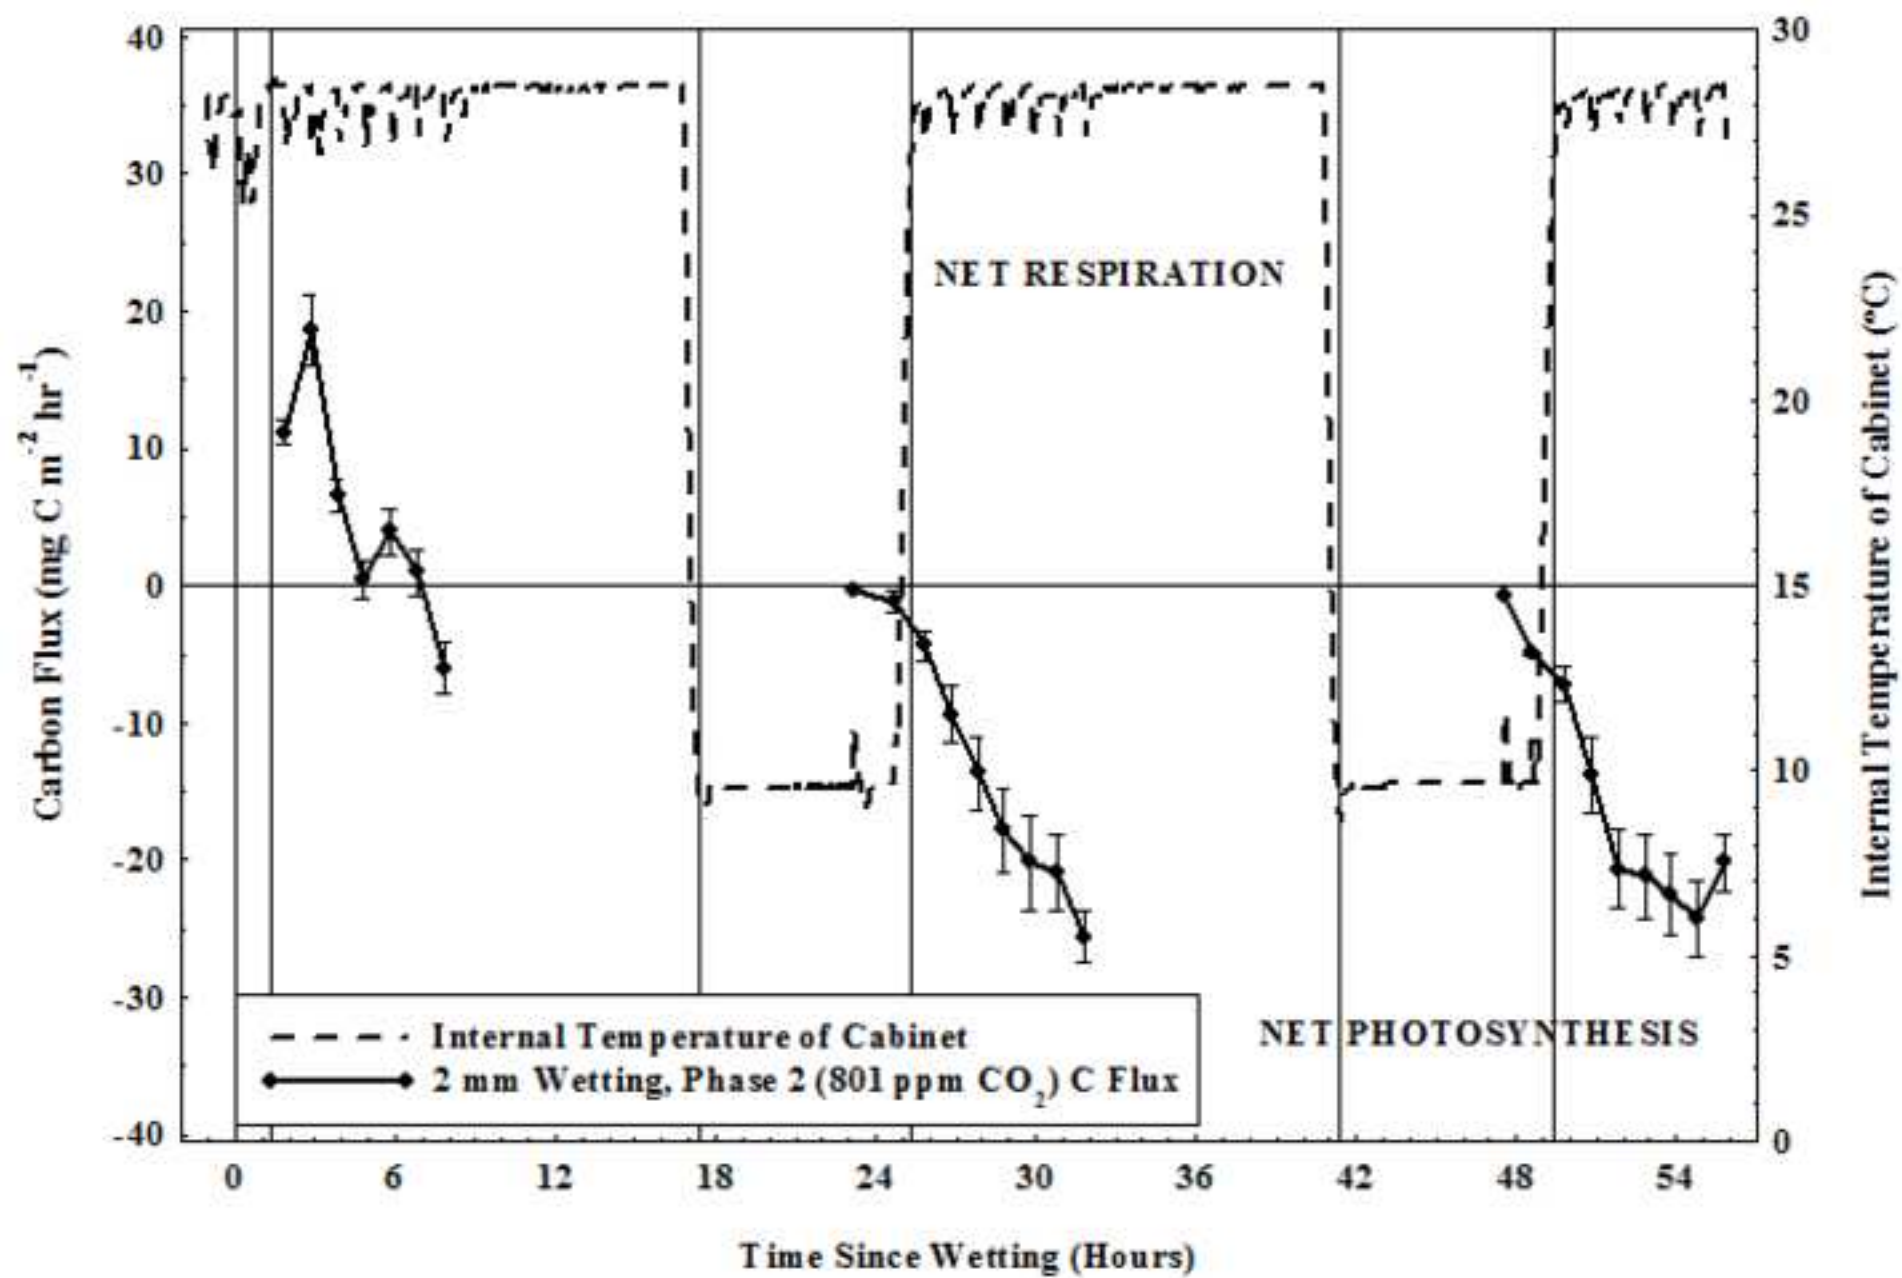 40
30
20
10
0
-10
-20
-30
-40
Carbon Flux (mg C m-2 hr-1)
30
25
20
15
10
5
0
Internal Temperature of Cabinet (ºC)
NET RESPIRATION
NET PHOTOSYNTHESIS
Internal Temperature of Cabinet
2 mm Wetting, Phase 2 (801 ppm CO2) C Flux
0 6 12 18 24 30 36 42 48 54
Time Since Wetting (Hours)